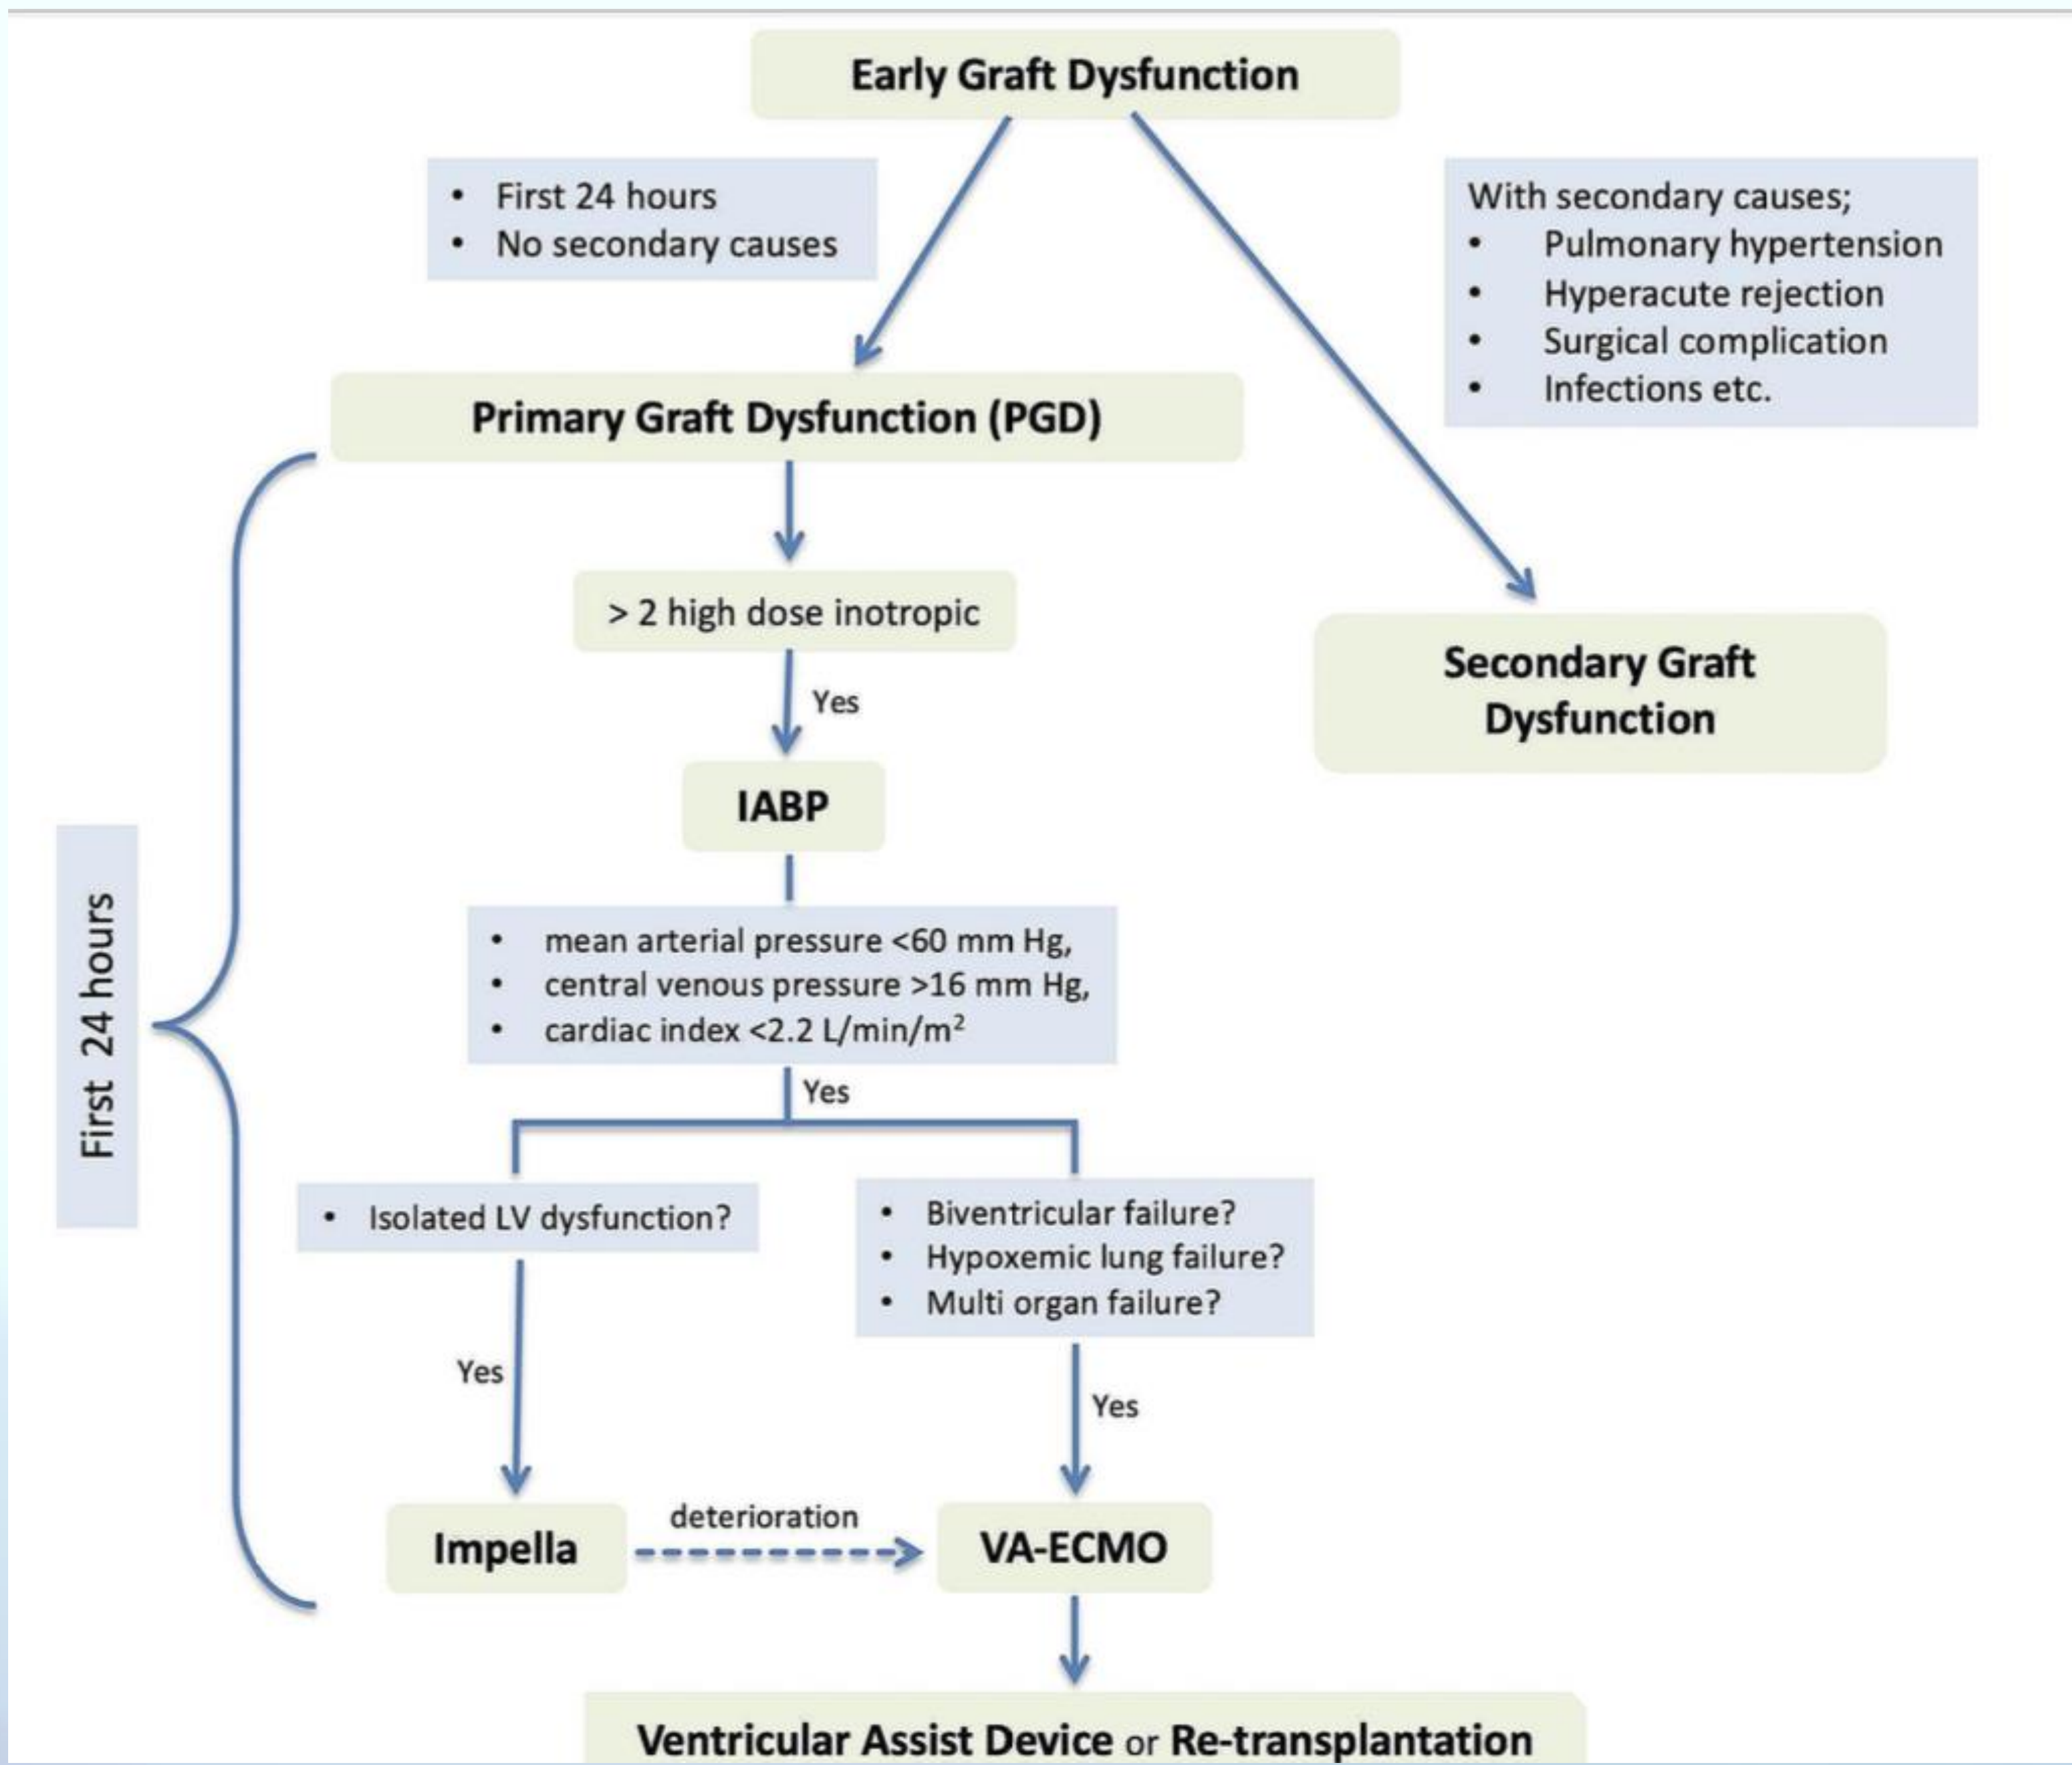 Early Graft Dysfunction
• First 24 hours
• No secondary causes
With secondary causes;
• Pulmonary hypertension
• Hyperacute rejection
• Surgical complication
• Infections etc.
Primary Graft Dysfunction (PGD)
> 2 high dose inotropic
Yes
Secondary Graft
Dysfunction
IABP
First 24 hours
• mean arterial pressure <60 mm Hg,
• central venous pressure >16 mm Hg,
• cardiac index <2.2 L/min/m²
Yes
• Isolated LV dysfunction?
• Biventricular failure?
• Hypoxemic lung failure?
• Multi organ failure?
Yes
Yes
Impella
deterioration
VA-ECMO
Ventricular Assist Device or Re-transplantation